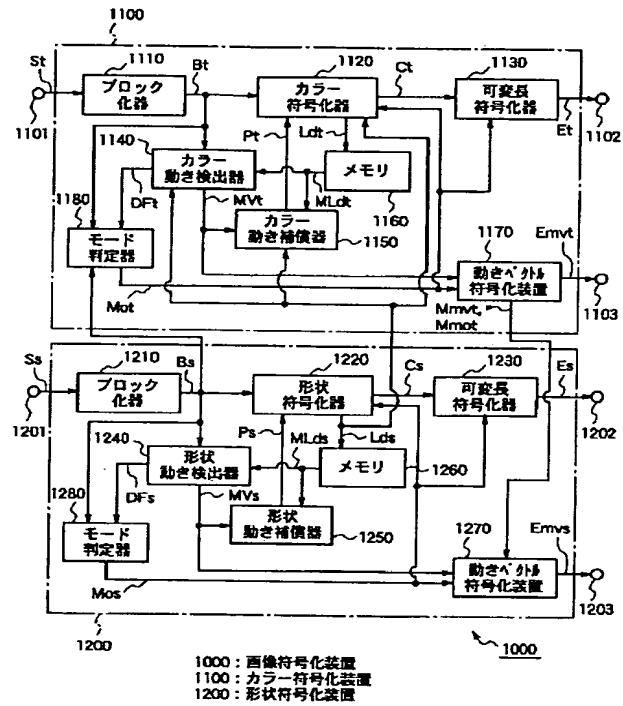 1100
St
1110
ブロック
化器
Bt
1120
カラー
符号化器
Ct
1130
可変長
符号化器
1101
Et
1102
Pt
Ldt
1140
カラー
動き検出器
メモリ
1160
DFt
MVt
MLdt
1180
モード
判定器
カラー
動き補償器
1150
1170
動きベクトル
符号化装置
Emvt
1103
Mot
Mmvt,
Mmot
1210
Ss
ブロック
化器
Bs
1220
形状
符号化器
Cs
1230
可変長
符号化器
Es
1201
1202
Ps
MLds
Lds
1240
形状
動き検出器
メモリ
1260
DFs
MVs
1280
モード
判定器
形状
動き補償器
1250
1270
動きベクトル
符号化装置
Emvs
1203
Mos
1200
1000
1000:画像符号化装置
1100:カラー符号化装置
1200:形状符号化装置